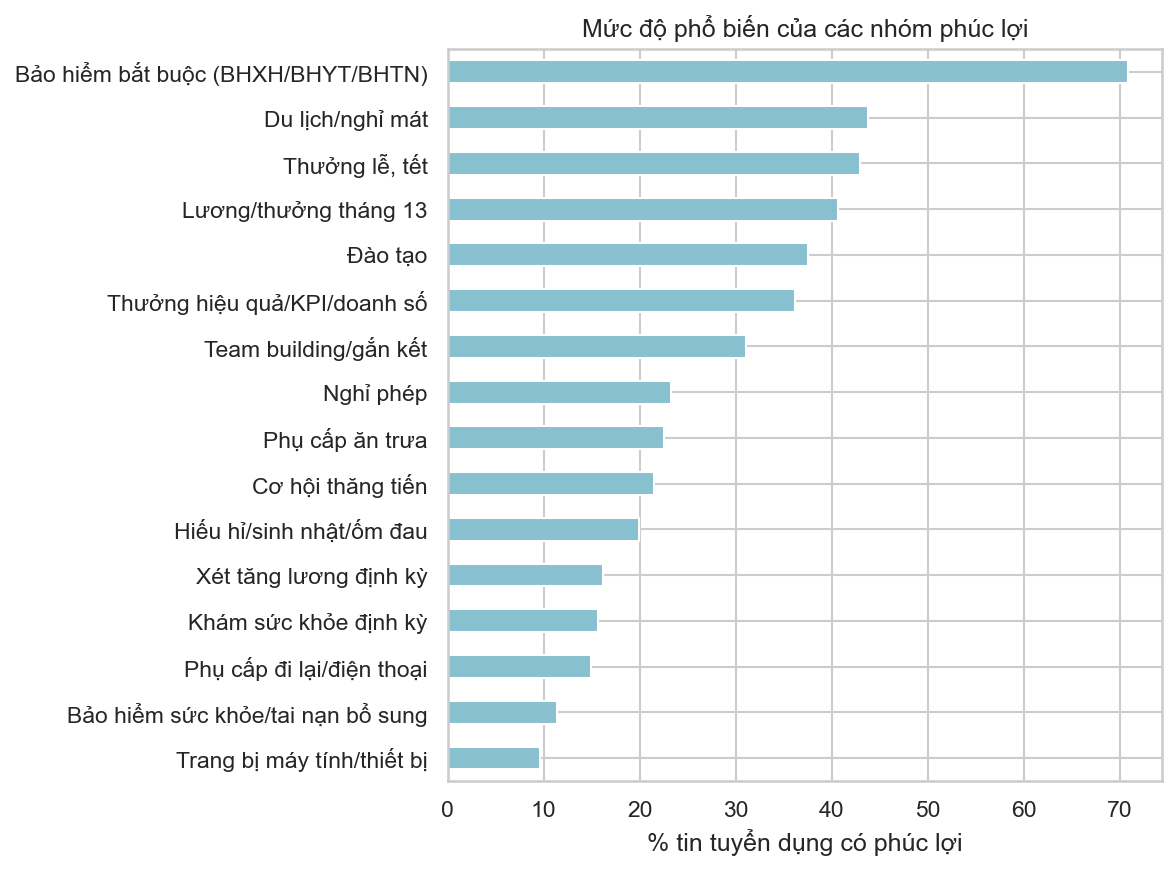 Mức độ phổ biến của các nhóm phúc lợi
Bảo hiểm bắt buộc (BHXH/BHYT/BHTN)
Du lịch/nghỉ mát
Thưởng lễ, tết
Lương/thưởng tháng 13
Đào tạo
Thưởng hiệu quả/KPI/doanh số
Team building/gắn kết
Nghỉ phép
Phụ cấp ăn trưa
Cơ hội thăng tiến
Hiếu hỉ/sinh nhật/ốm đau
Xét tăng lương định kỳ
Khám sức khỏe định kỳ
Phụ cấp đi lại/điện thoại
Bảo hiểm sức khỏe/tai nạn bổ sung
Trang bị máy tính/thiết bị
0 10 20 30 40 50 60 70
% tin tuyển dụng có phúc lợi